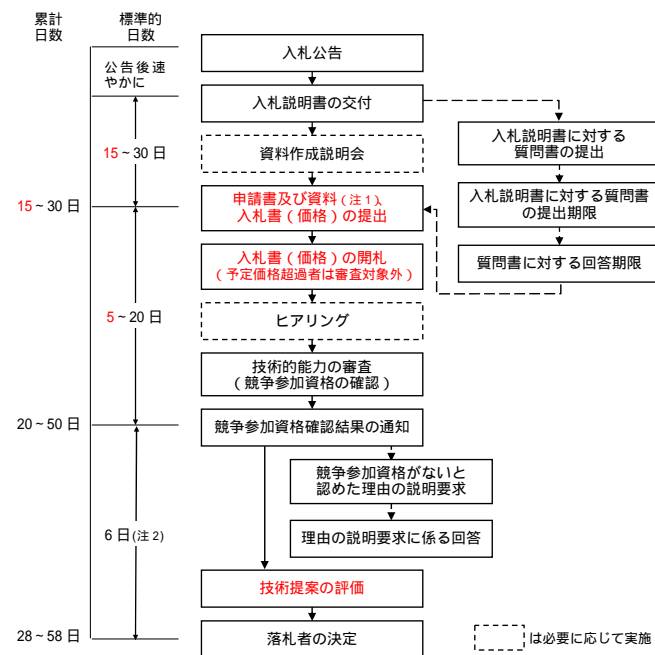 累計
日数
標準的
日数
公告後速
やかに
15~30日
15~30日
5~20日
20~50日
6日(注2)
28~58日
入札公告
入札説明書の交付
資料作成説明会
申請書及び資料(注1)、
入札書(価格)の提出
入札書(価格)の開札
(予定価格超過者は審査対象外)
ヒアリング
技術的能力の審査
(競争参加資格の確認)
競争参加資格確認結果の通知
競争参加資格がないと
認めた理由の説明要求
理由の説明要求に係る回答
技術提案の評価
落札者の決定
入札説明書に対する
質問書の提出
入札説明書に対する質問書
の提出期限
質問書に対する回答期限
は必要に応じて実施